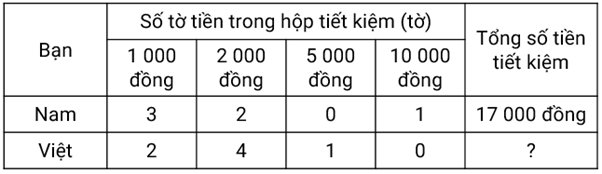 Bạn
Số tờ tiền trong hộp tiết kiệm (tờ)
Tổng số tiền
tiết kiệm
1 000
đồng
2 000
đồng
5 000
đồng
10 000
đồng
Nam 3 2 0 1 17 000 đồng
Việt 2 4 1 0 ?